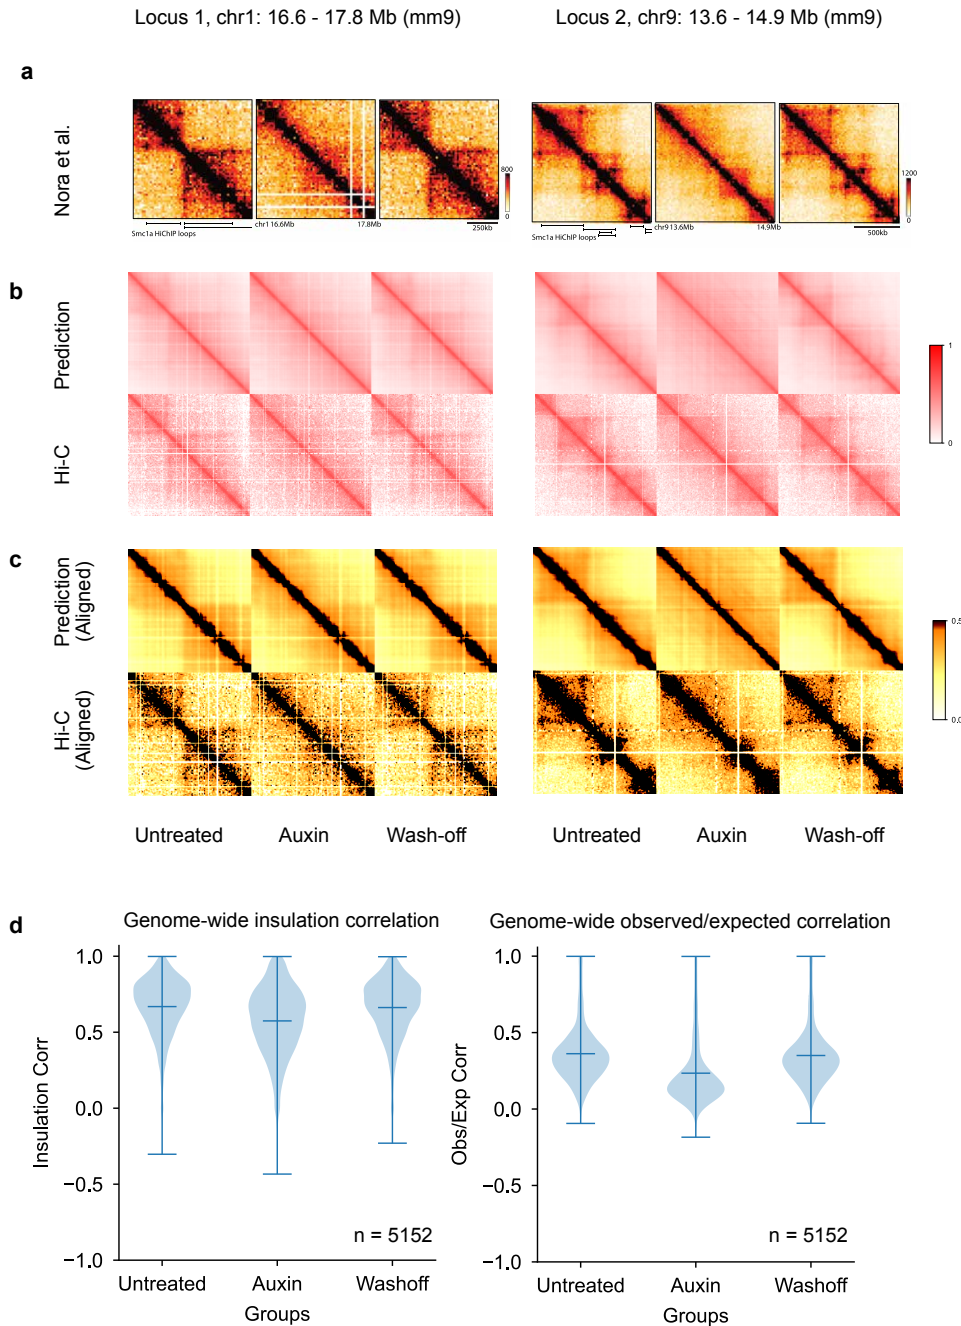 Locus 1, chr1: 16.6 - 17.8 Mb (mm9)
Locus 2, chr9: 13.6 - 14.9 Mb (mm9)
a
Nora et al.
800
0
Smc1a HiChIP loops
chr1 16.6Mb
17.8Mb
250kb
1200
0
Smc1a HiChIP loops
chr9 13.6Mb
14.9Mb
500kb
b
Prediction
Hi-C
1
0
c
Prediction
(Aligned)
Hi-C
(Aligned)
0.5
0.0
Untreated
Auxin
Wash-off
Untreated
Auxin
Wash-off
d
Genome-wide insulation correlation
Insulation Corr
1.0
0.5
0.0
−0.5
−1.0
n = 5152
Untreated
Auxin
Washoff
Groups
Genome-wide observed/expected correlation
Obs/Exp Corr
1.0
0.5
0.0
−0.5
−1.0
n = 5152
Untreated
Auxin
Washoff
Groups